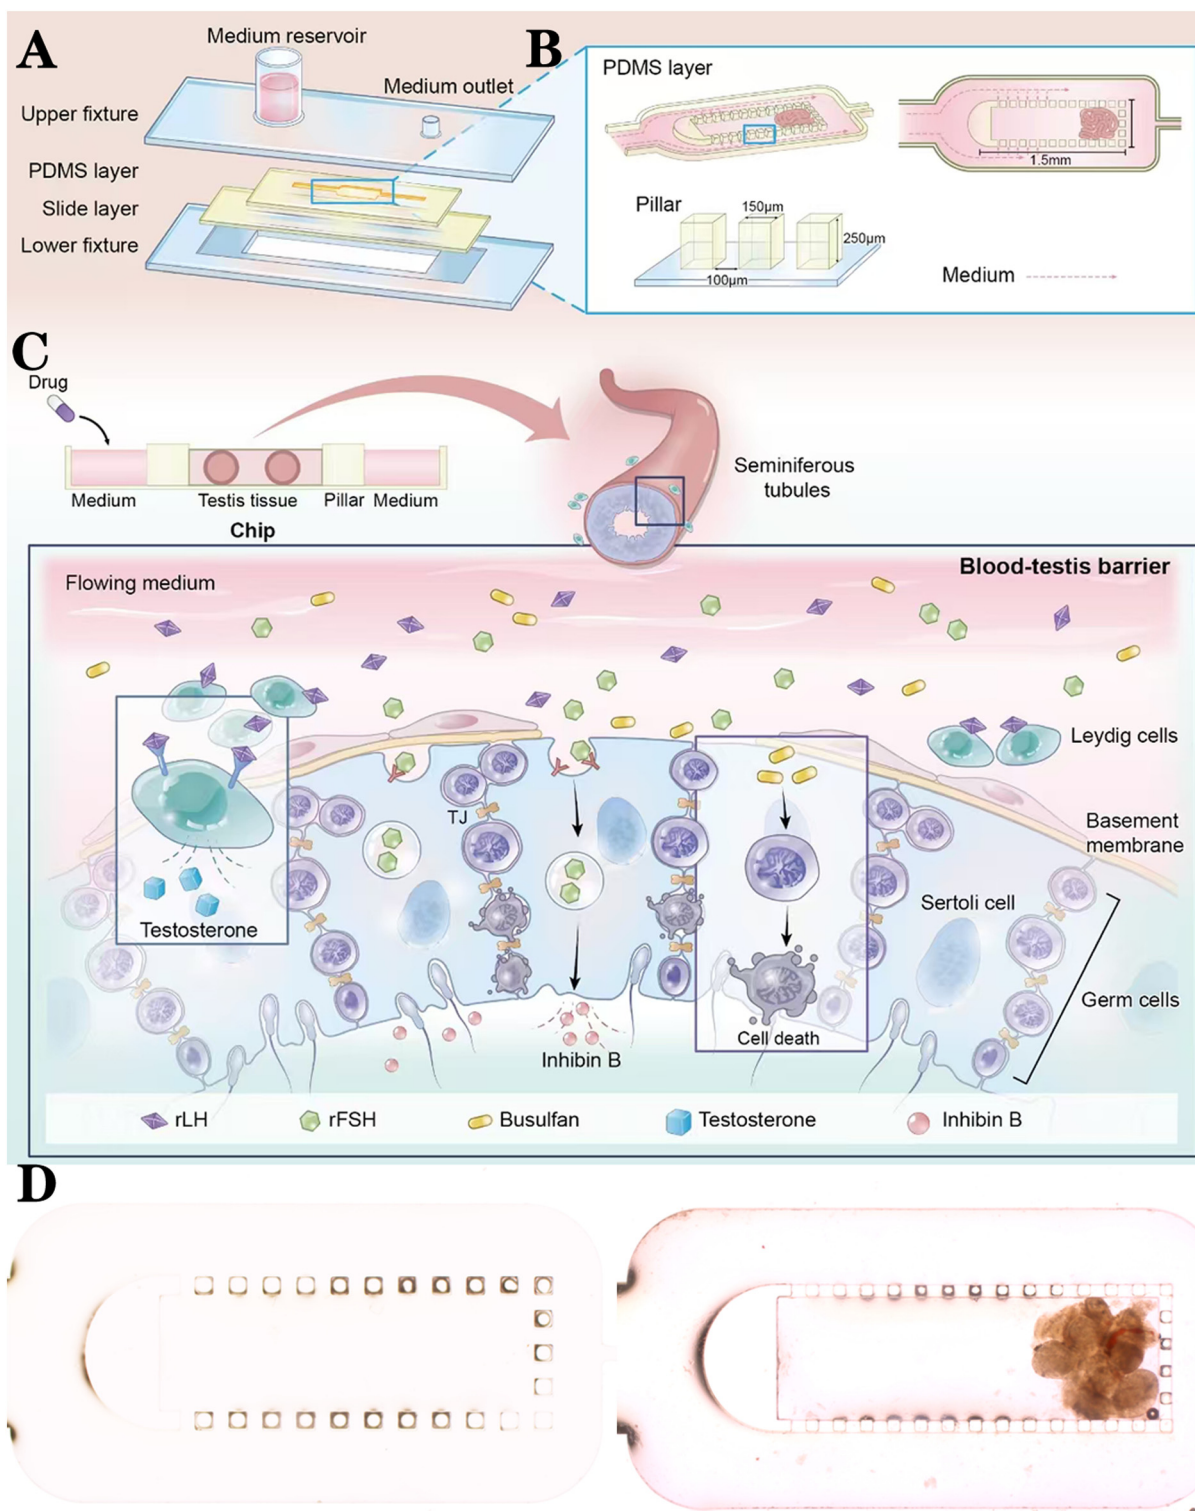 A
Medium reservoir
Medium outlet
Upper fixture
PDMS layer
Slide layer
Lower fixture
B
PDMS layer
1.5mm
Pillar
150μm
250μm
100μm
Medium
C
Drug
Medium
Testis tissue
Pillar
Medium
Chip
Seminiferous
tubules
Blood-testis barrier
Flowing medium
Leydig cells
TJ
Basement
membrane
Testosterone
Sertoli cell
Germ cells
Cell death
Inhibin B
rLH
rFSH
Busulfan
Testosterone
Inhibin B
D